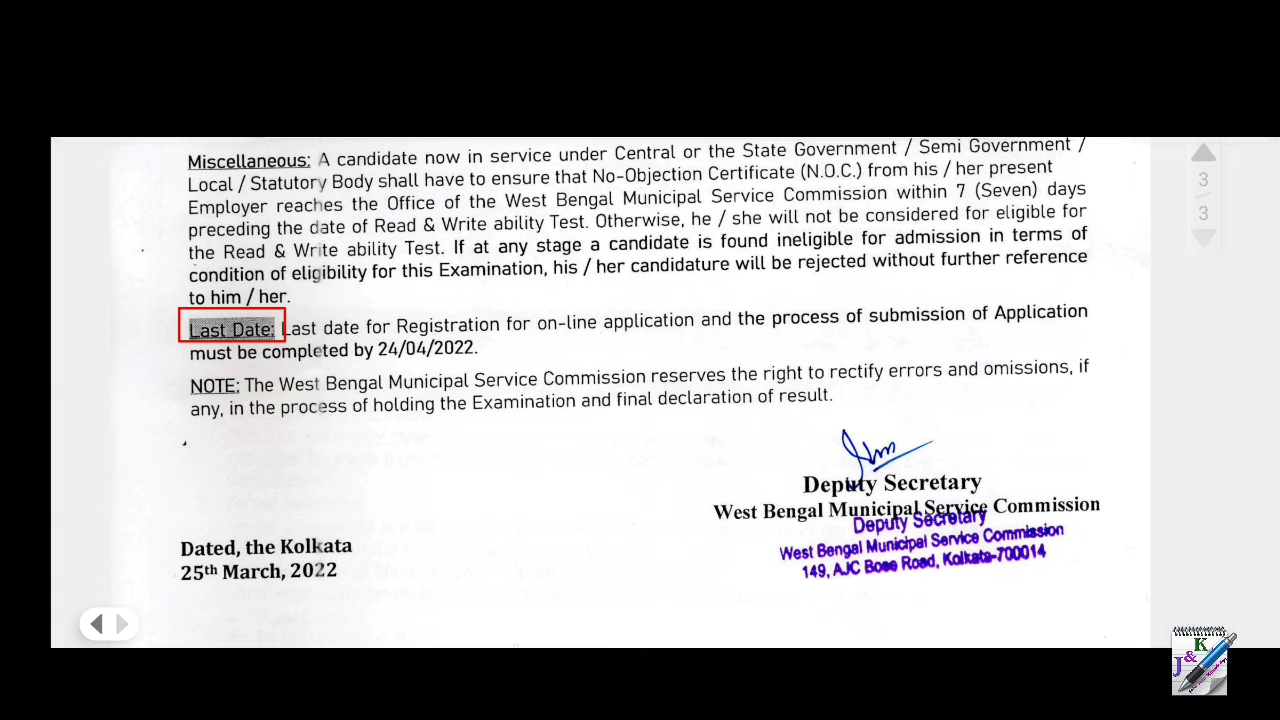 Miscellaneous: A candidate now in service under Central or the State Government / Semi Government /
Local / Statutory Body shall have to ensure that No-Objection Certificate (N.O.C.) from his / her present
Employer reaches the Office of the West Bengal Municipal Service Commission within 7 (Seven) days
preceding the date of Read & Write ability Test. Otherwise, he / she will not be considered for eligible for
the Read & Write ability Test. If at any stage a candidate is found ineligible for admission in terms of
condition of eligibility for this Examination, his / her candidature will be rejected without further reference
to him / her.
Last Date: Last date for Registration for on-line application and the process of submission of Application
must be completed by 24/04/2022.
NOTE: The West Bengal Municipal Service Commission reserves the right to rectify errors and omissions, if
any, in the process of holding the Examination and final declaration of result.
Deputy Secretary
West Bengal Municipal Service Commission
Deputy Secretary
West Bengal Municipal Service Commission
149, AJC Bose Road, Kolkata-700014
Dated, the Kolkata
25th March, 2022
3
3
J&K